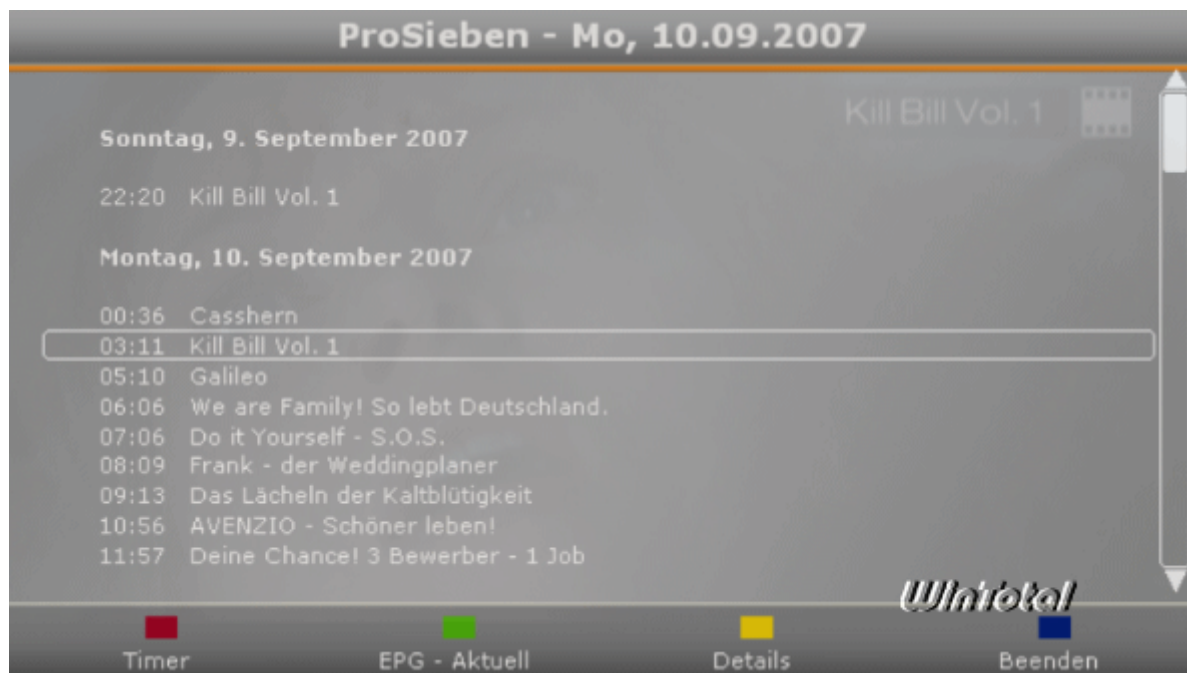 ProSieben - Mo, 10.09.2007
Kill Bill Vol. 1
Sonntag, 9. September 2007
22:20 Kill Bill Vol. 1
Montag, 10. September 2007
00:36 Casshern
03:11 Kill Bill Vol. 1
05:10 Galileo
06:06 We are Family! So lebt Deutschland.
07:06 Do it Yourself - S.O.S.
08:09 Frank - der Weddingplaner
09:13 Das Lächeln der Kaltblütigkeit
10:56 AVENZIO - Schöner leben!
11:57 Deine Chance! 3 Bewerber - 1 Job
WinTotal
Timer EPG - Aktuell Details Beenden